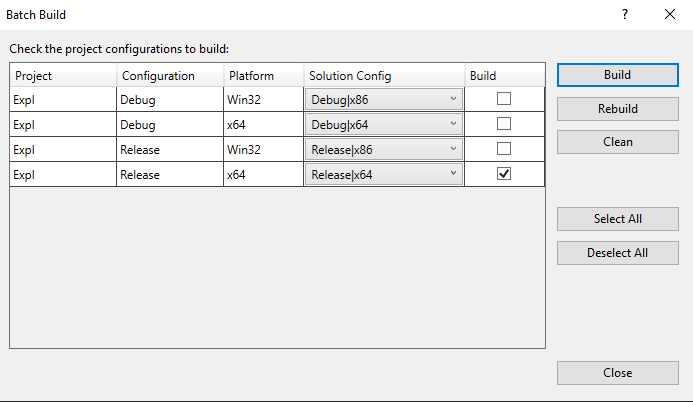 Batch Build ? ✕
Check the project configurations to build:
Project Configuration Platform Solution Config Build
Expl Debug Win32 Debug|x86
Expl Debug x64 Debug|x64
Expl Release Win32 Release|x86
Expl Release x64 Release|x64
Build
Rebuild
Clean
Select All
Deselect All
Close